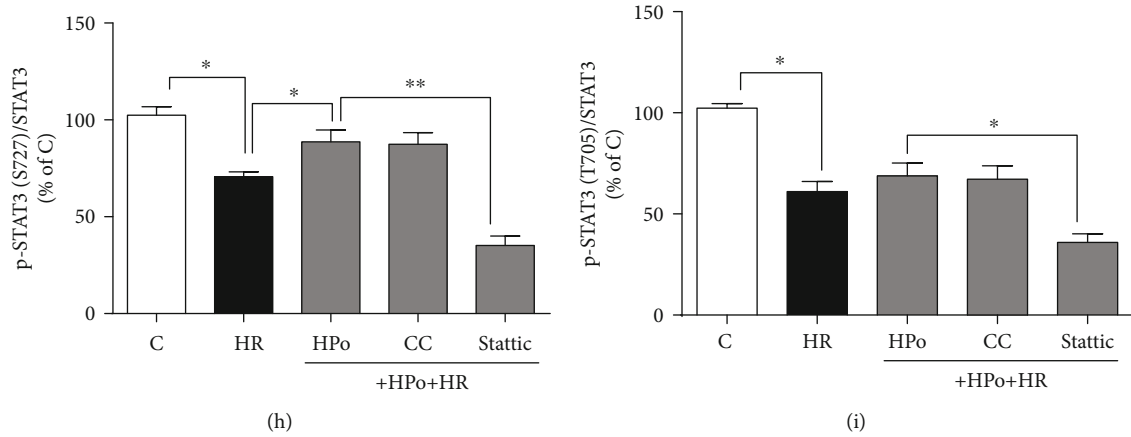 p-STAT3 (S727)/STAT3
(% of C)
150
100
50
0
*
*
**
C
HR
HPo
CC
Stattic
+HPo+HR
(h)
p-STAT3 (T705)/STAT3
(% of C)
150
100
50
0
*
*
C
HR
HPo
CC
Stattic
+HPo+HR
(i)